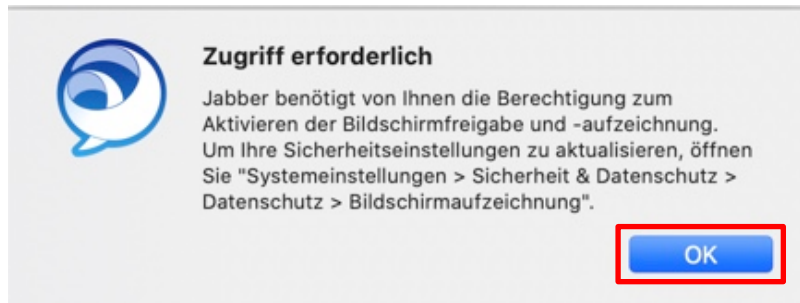 Zugriff erforderlich
Jabber benötigt von Ihnen die Berechtigung zum
Aktivieren der Bildschirmfreigabe und -aufzeichnung.
Um Ihre Sicherheitseinstellungen zu aktualisieren, öffnen
Sie "Systemeinstellungen > Sicherheit & Datenschutz >
Datenschutz > Bildschirmaufzeichnung".
OK